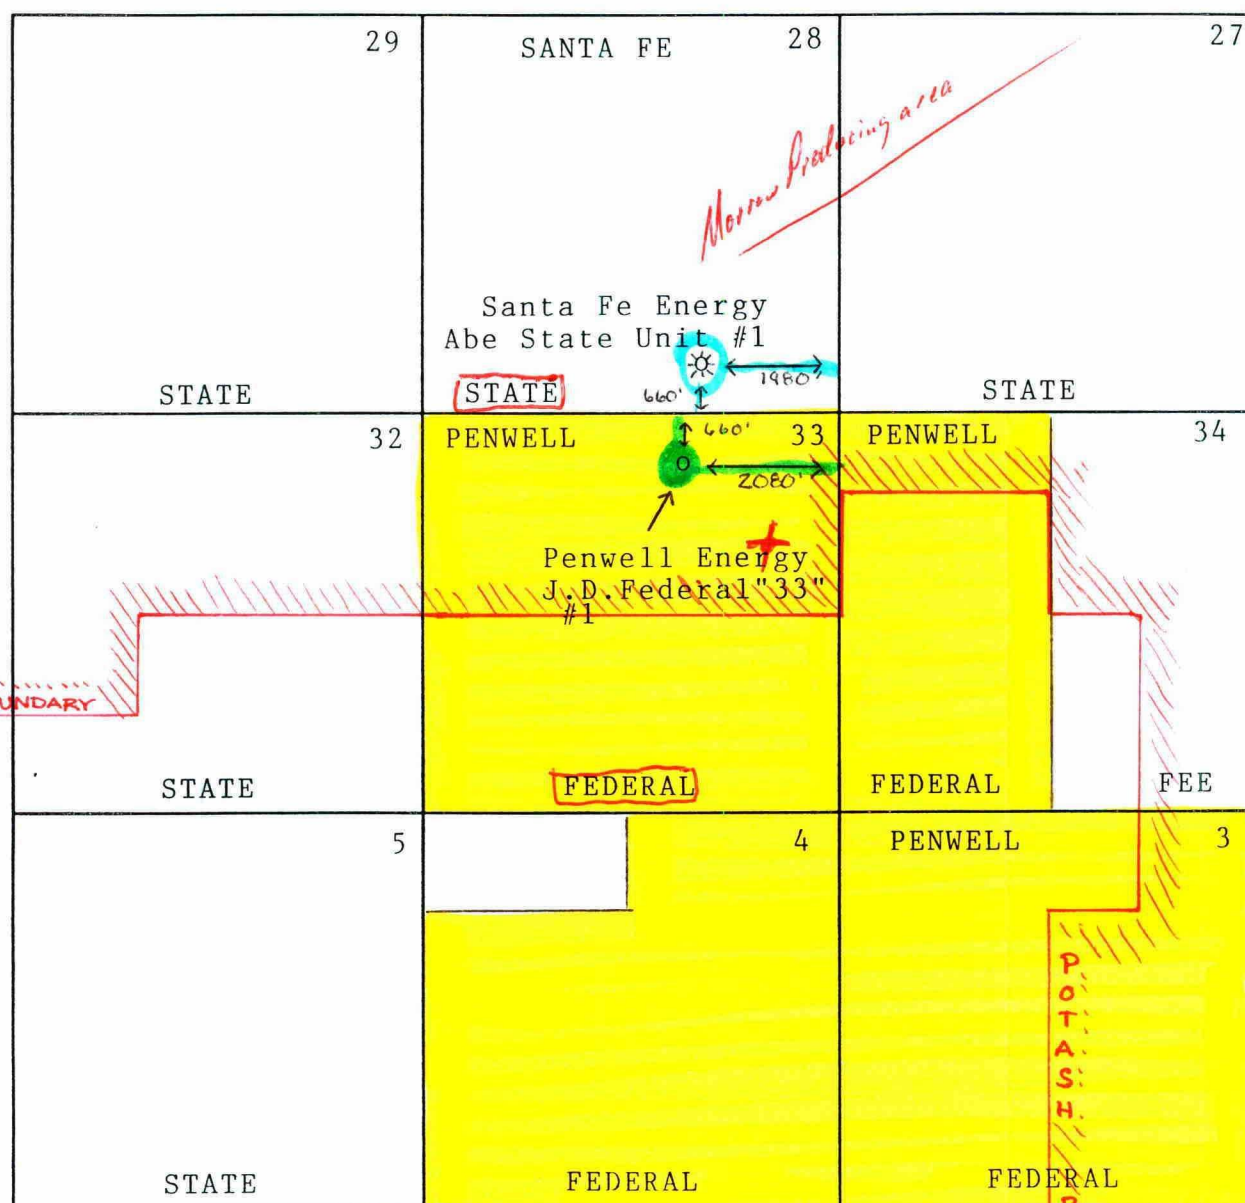 29
SANTA FE
28
27
Morrow Producing area
Santa Fe Energy
Abe State Unit #1
1980'
660'
STATE
STATE
STATE
32
PENWELL
660'
33
PENWELL
34
2080'
Penwell Energy
J.D.Federal"33"
#1
UNDARY
STATE
FEDERAL
FEDERAL
FEE
5
4
PENWELL
3
POTASH
STATE
FEDERAL
FEDERAL